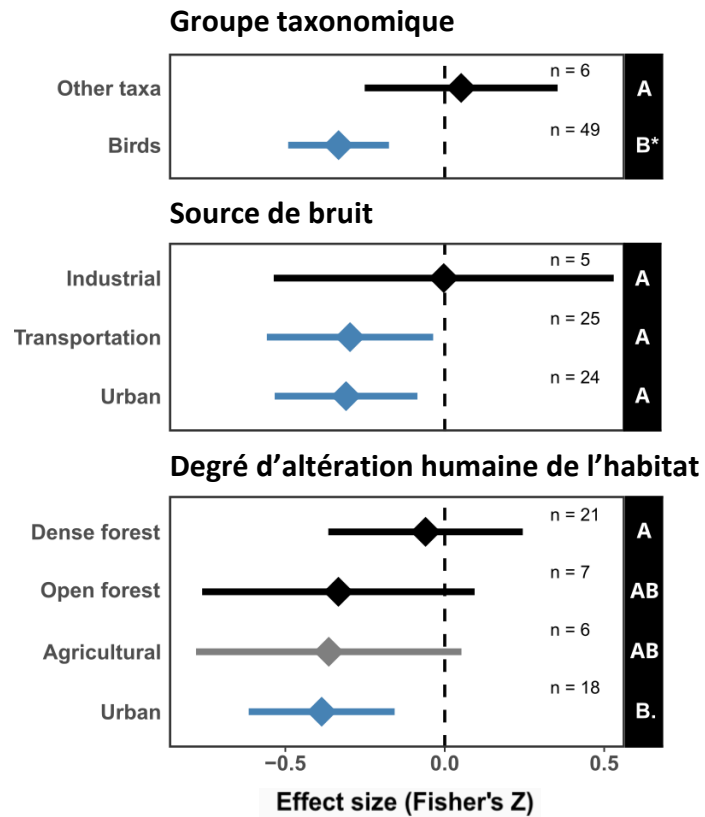 Groupe taxonomique
Other taxa n = 6 A
Birds n = 49 B*
Source de bruit
Industrial n = 5 A
Transportation n = 25 A
Urban n = 24 A
Degré d’altération humaine de l’habitat
Dense forest n = 21 A
Open forest n = 7 AB
Agricultural n = 6 AB
Urban n = 18 B.
−0.5 0.0 0.5
Effect size (Fisher's Z)